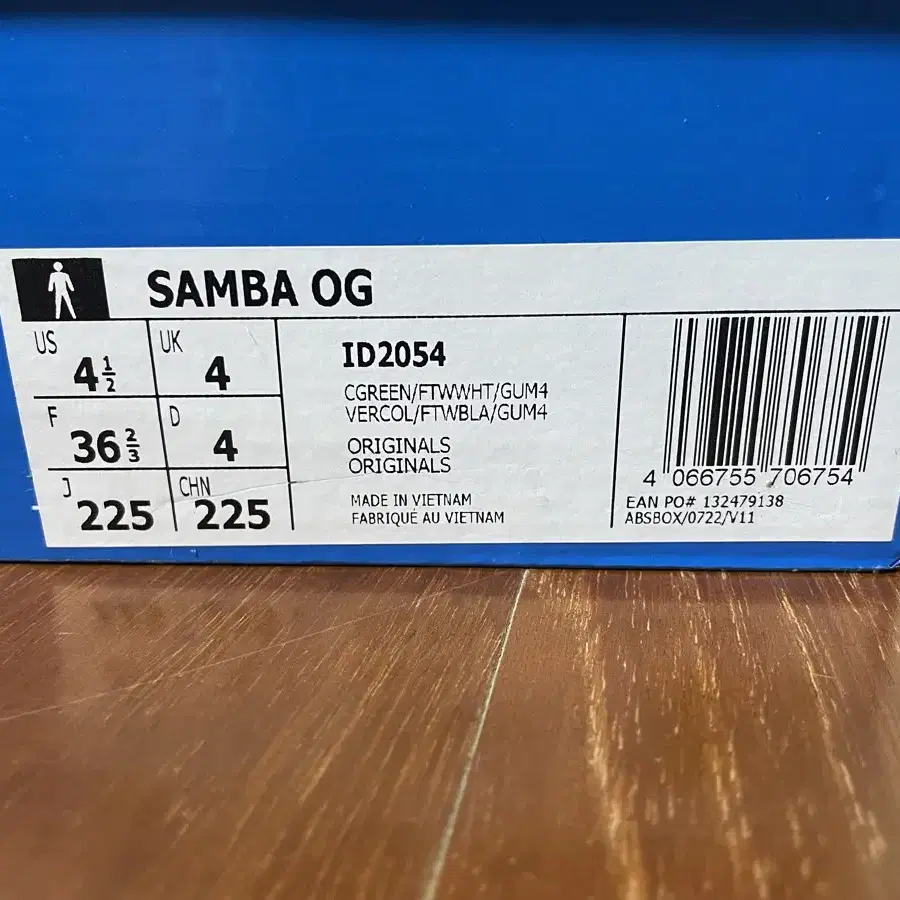 SAMBA OG
US 4 1/2
UK 4
F 36 2/3
D 4
J 225
CHN 225
ID2054
CGREEN/FTWWHT/GUM4
VERCOL/FTWBLA/GUM4
ORIGINALS
ORIGINALS
MADE IN VIETNAM
FABRIQUÉ AU VIETNAM
4 066755 706754
EAN PO# 132479138
ABSBOX/0722/V11